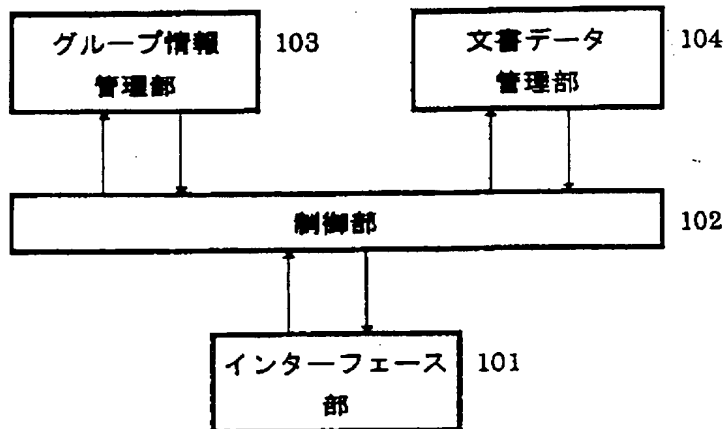 グループ情報
管理部
103
文書データ
管理部
104
制御部
102
インターフェース
部
101